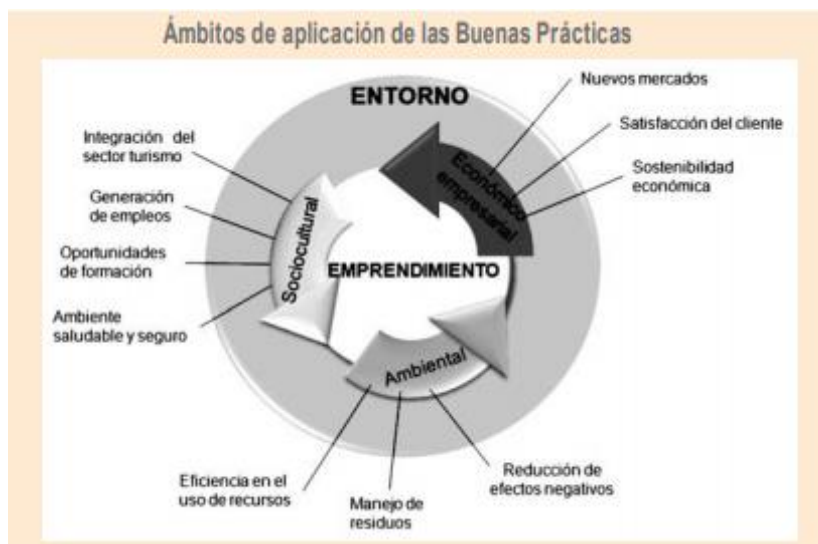 Ámbitos de aplicación de las Buenas Prácticas
ENTORNO
Nuevos mercados
Satisfacción del cliente
Sostenibilidad
económica
Económico
empresarial
Integración del
sector turismo
Generación
de empleos
Oportunidades
de formación
Ambiente
saludable y seguro
Sociocultural
EMPRENDIMIENTO
Ambiental
Eficiencia en el
uso de recursos
Manejo de
residuos
Reducción de
efectos negativos